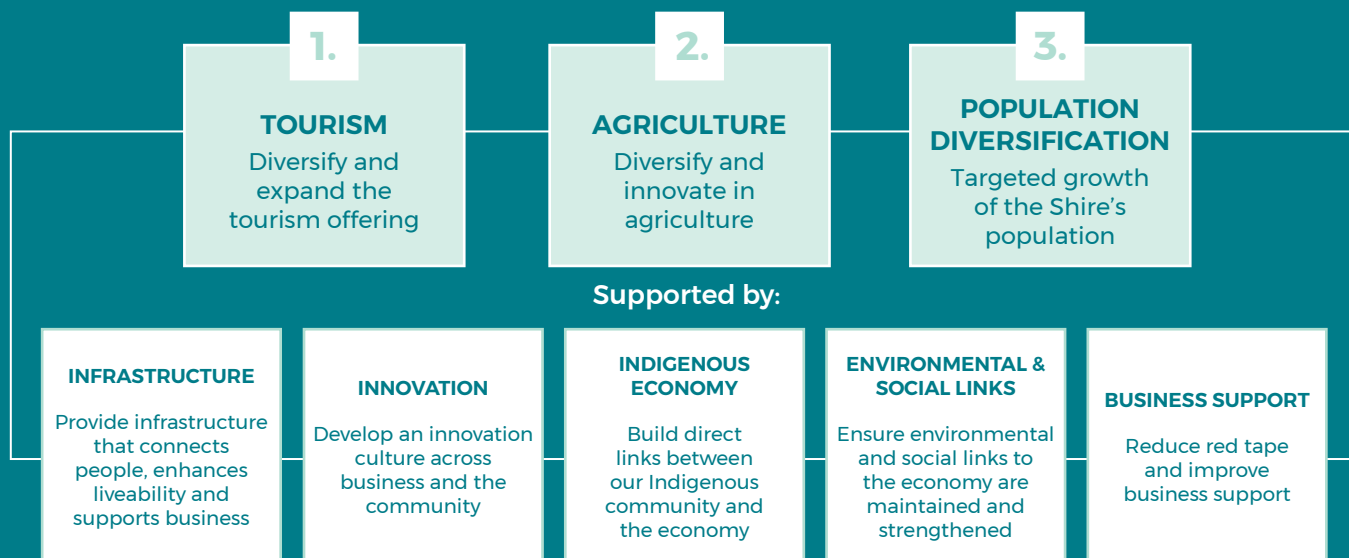 1.
TOURISM
Diversify and
expand the
tourism offering
2.
AGRICULTURE
Diversify and
innovate in
agriculture
3.
POPULATION
DIVERSIFICATION
Targeted growth
of the Shire’s
population
Supported by:
INFRASTRUCTURE
Provide infrastructure
that connects
people, enhances
liveability and
supports business
INNOVATION
Develop an innovation
culture across
business and the
community
INDIGENOUS
ECONOMY
Build direct
links between
our Indigenous
community and
the economy
ENVIRONMENTAL &
SOCIAL LINKS
Ensure environmental
and social links to
the economy are
maintained and
strengthened
BUSINESS SUPPORT
Reduce red tape
and improve
business support